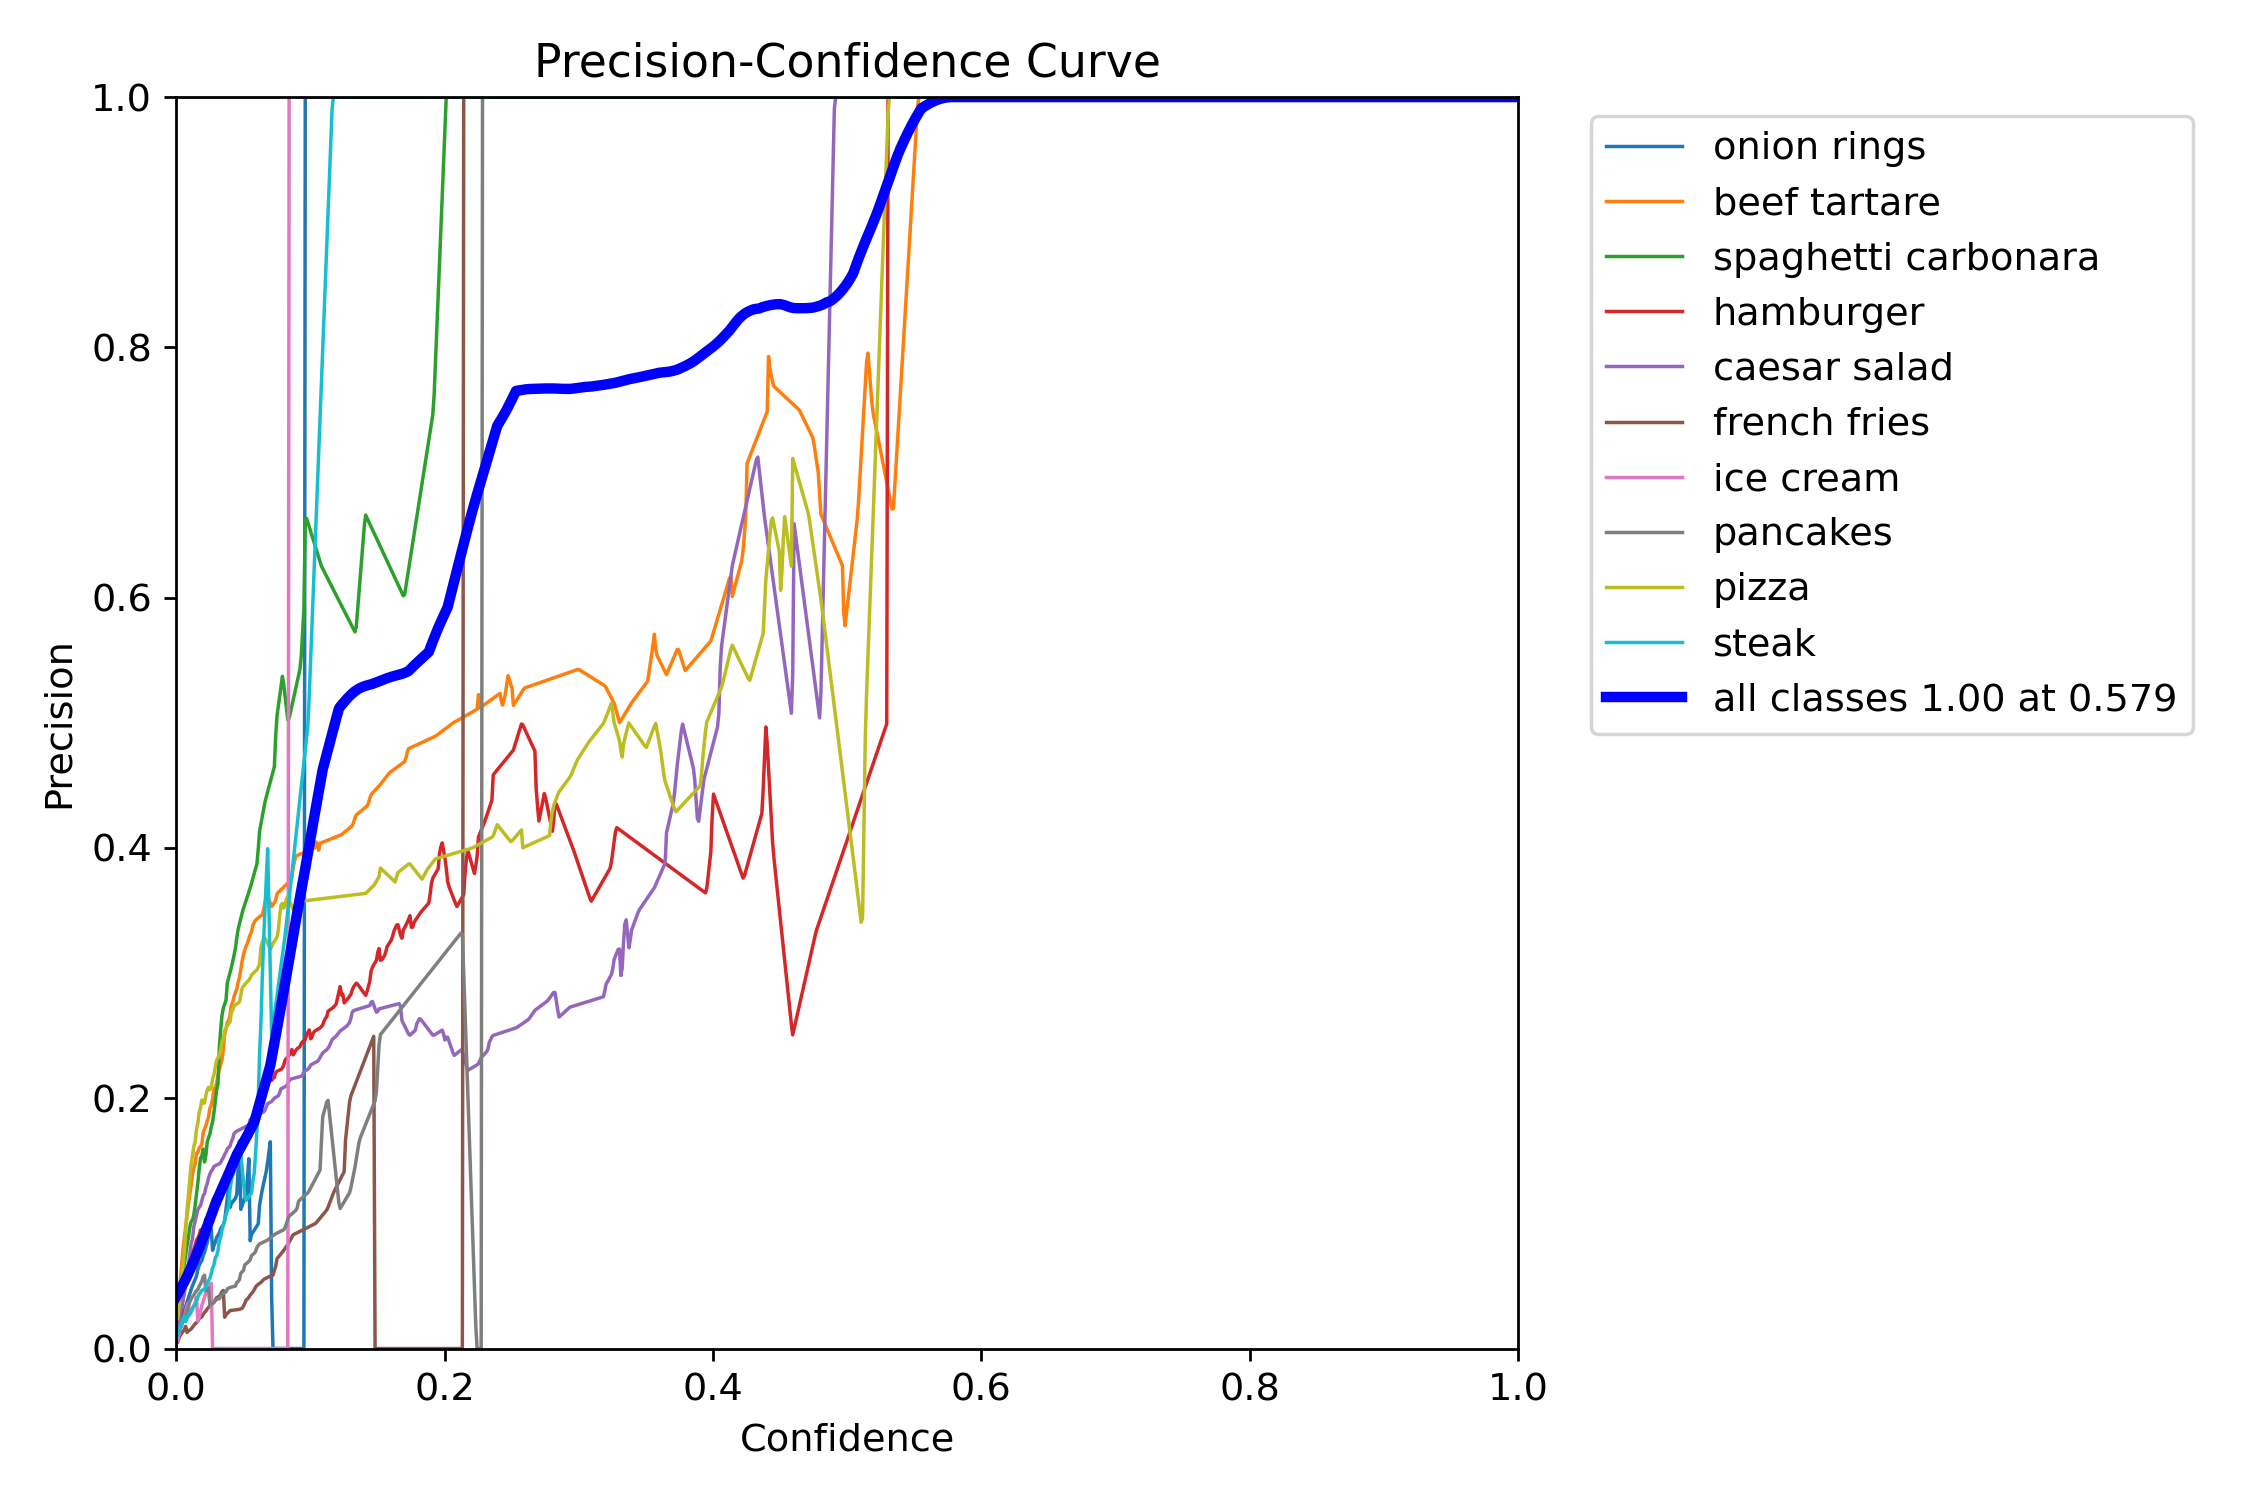 Precision-Confidence Curve
1.0
0.8
0.6
0.4
0.2
0.0
Precision
0.0 0.2 0.4 0.6 0.8 1.0
Confidence
onion rings
beef tartare
spaghetti carbonara
hamburger
caesar salad
french fries
ice cream
pancakes
pizza
steak
all classes 1.00 at 0.579